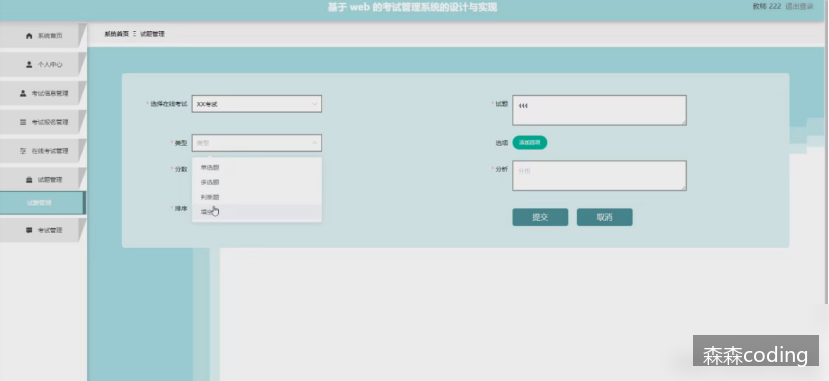 基于 web 的考试管理系统的设计与实现
教师 222 退出登录
系统首页
系统首页 Ξ 试题管理
个人中心
考试信息管理
考试报名管理
在线考试管理
试题管理
试题管理
考试管理
* 选择在线考试 XX考试
* 试题 444
* 类型 类型
选项 添加选项
* 分数 单选题
多选题
判断题
* 排序 填空
* 分析 分析
提交 取消
森森coding